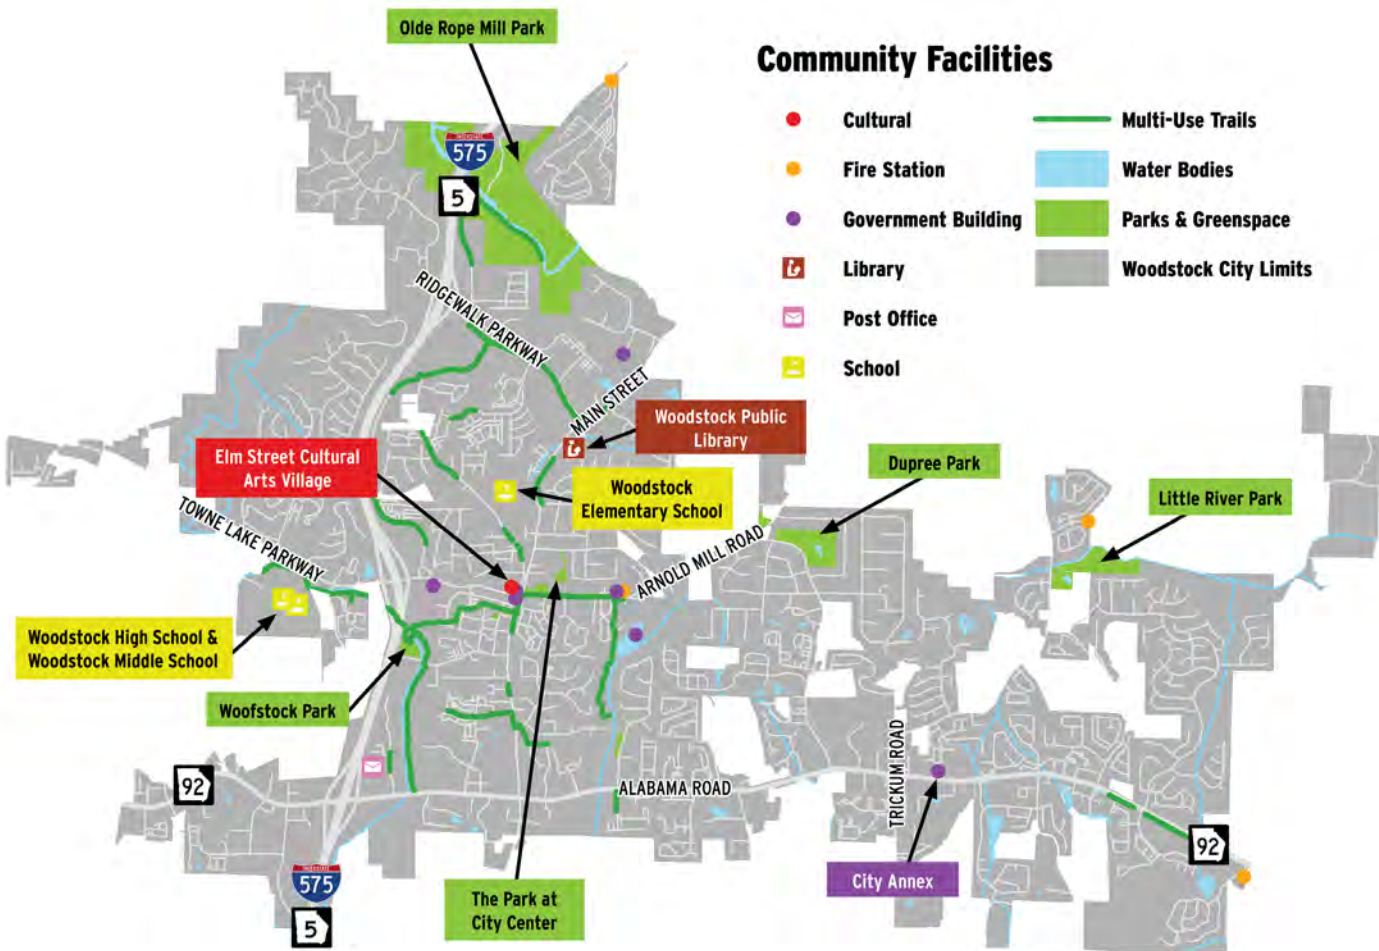 Olde Rope Mill Park
Community Facilities
Cultural
Fire Station
Government Building
Library
Post Office
School
Multi-Use Trails
Water Bodies
Parks & Greenspace
Woodstock City Limits
575
5
RIDGEWALK PARKWAY
MAIN STREET
Woodstock Public
Library
Elm Street Cultural
Arts Village
Woodstock
Elementary School
Dupree Park
Little River Park
TOWNE LAKE PARKWAY
ARNOLD MILL ROAD
Woodstock High School &
Woodstock Middle School
Woofstock Park
TRICKUM ROAD
92
ALABAMA ROAD
92
575
5
The Park at
City Center
City Annex